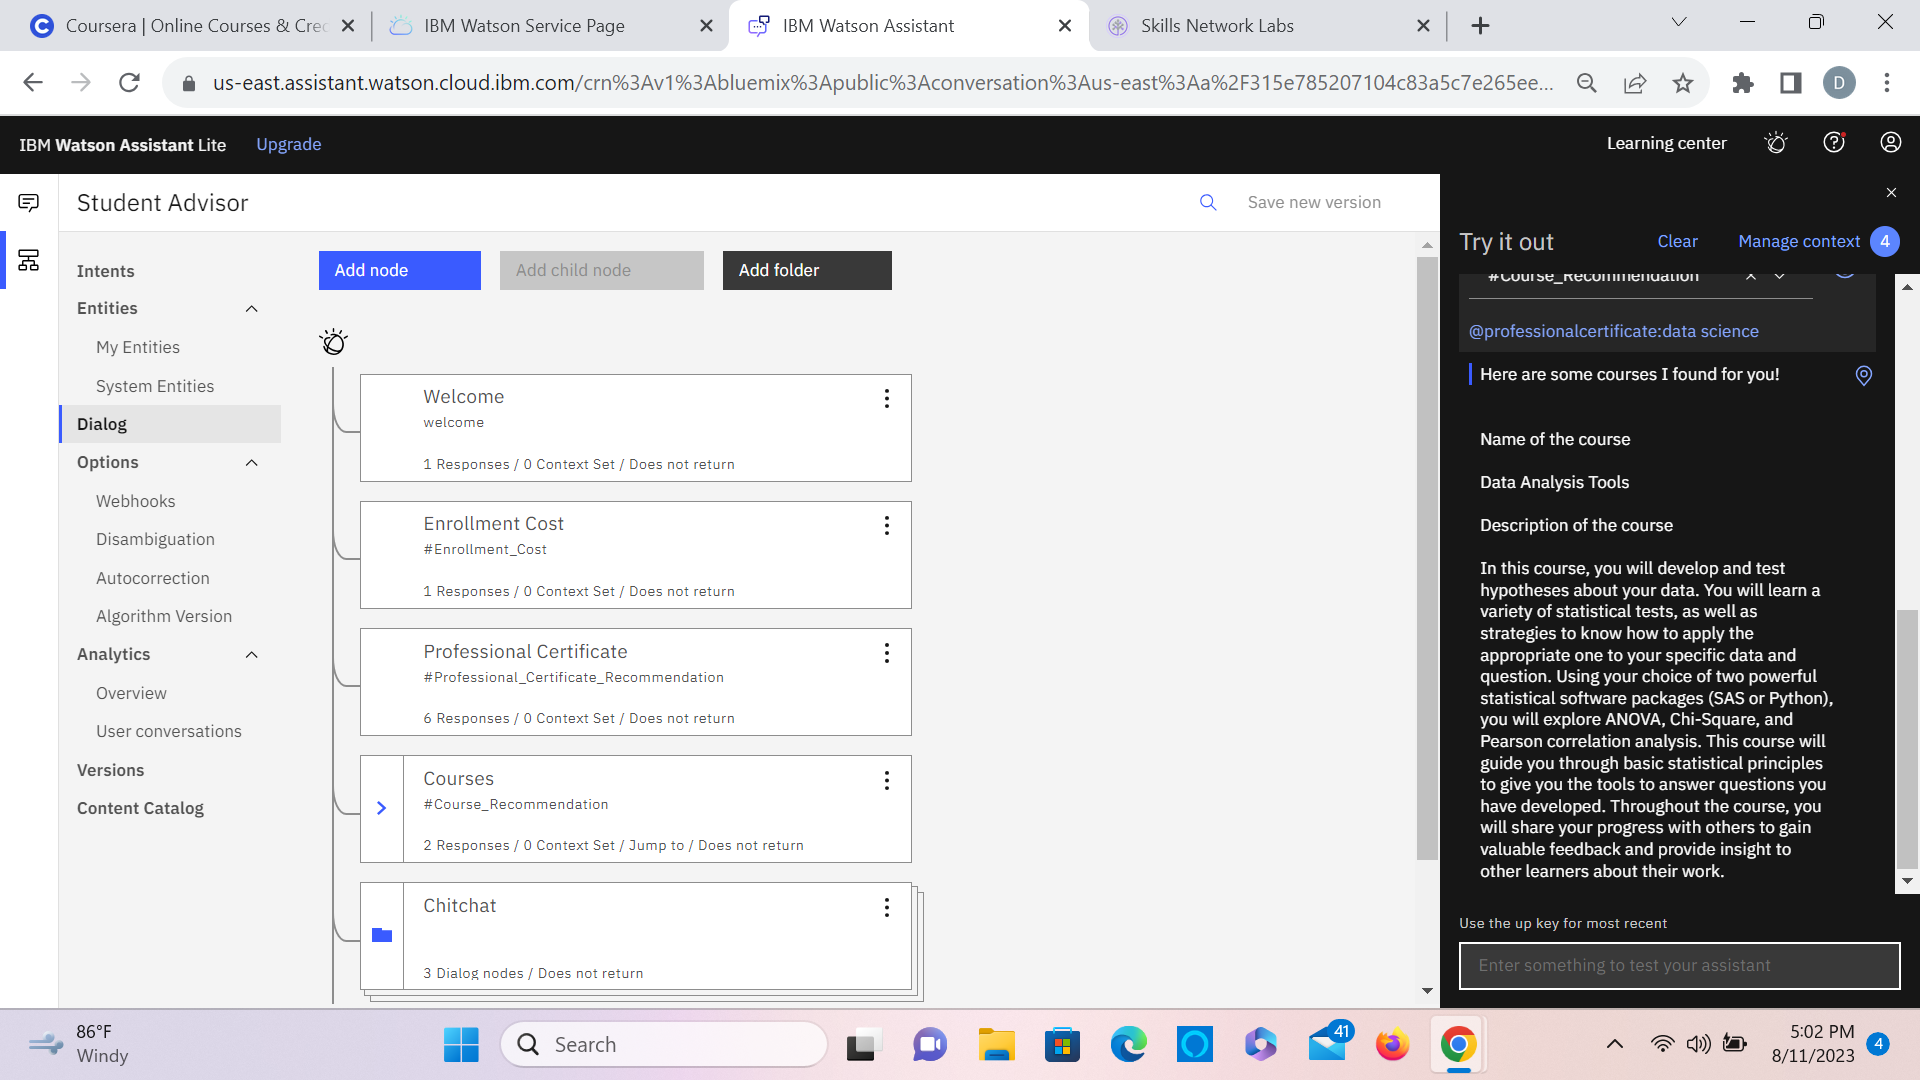 Coursera | Online Courses & Cred
IBM Watson Service Page
IBM Watson Assistant
Skills Network Labs
us-east.assistant.watson.cloud.ibm.com/crn%3Av1%3Abluemix%3Apublic%3Aconversation%3Aus-east%3Aa%2F315e785207104c83a5c7e265ee...
D
IBM Watson Assistant Lite
Upgrade
Learning center
Student Advisor
Save new version
Intents
Entities
My Entities
System Entities
Dialog
Options
Webhooks
Disambiguation
Autocorrection
Algorithm Version
Analytics
Overview
User conversations
Versions
Content Catalog
Add node
Add child node
Add folder
Welcome
welcome
1 Responses / 0 Context Set / Does not return
Enrollment Cost
#Enrollment_Cost
1 Responses / 0 Context Set / Does not return
Professional Certificate
#Professional_Certificate_Recommendation
6 Responses / 0 Context Set / Does not return
Courses
#Course_Recommendation
2 Responses / 0 Context Set / Jump to / Does not return
Chitchat
3 Dialog nodes / Does not return
Try it out
Clear
Manage context
4
#Course_Recommendation
@professionalcertificate:data science
Here are some courses I found for you!
Name of the course
Data Analysis Tools
Description of the course
In this course, you will develop and test
hypotheses about your data. You will learn a
variety of statistical tests, as well as
strategies to know how to apply the
appropriate one to your specific data and
question. Using your choice of two powerful
statistical software packages (SAS or Python),
you will explore ANOVA, Chi-Square, and
Pearson correlation analysis. This course will
guide you through basic statistical principles
to give you the tools to answer questions you
have developed. Throughout the course, you
will share your progress with others to gain
valuable feedback and provide insight to
other learners about their work.
Use the up key for most recent
Enter something to test your assistant
86°F
Windy
Search
41
5:02 PM
8/11/2023
4